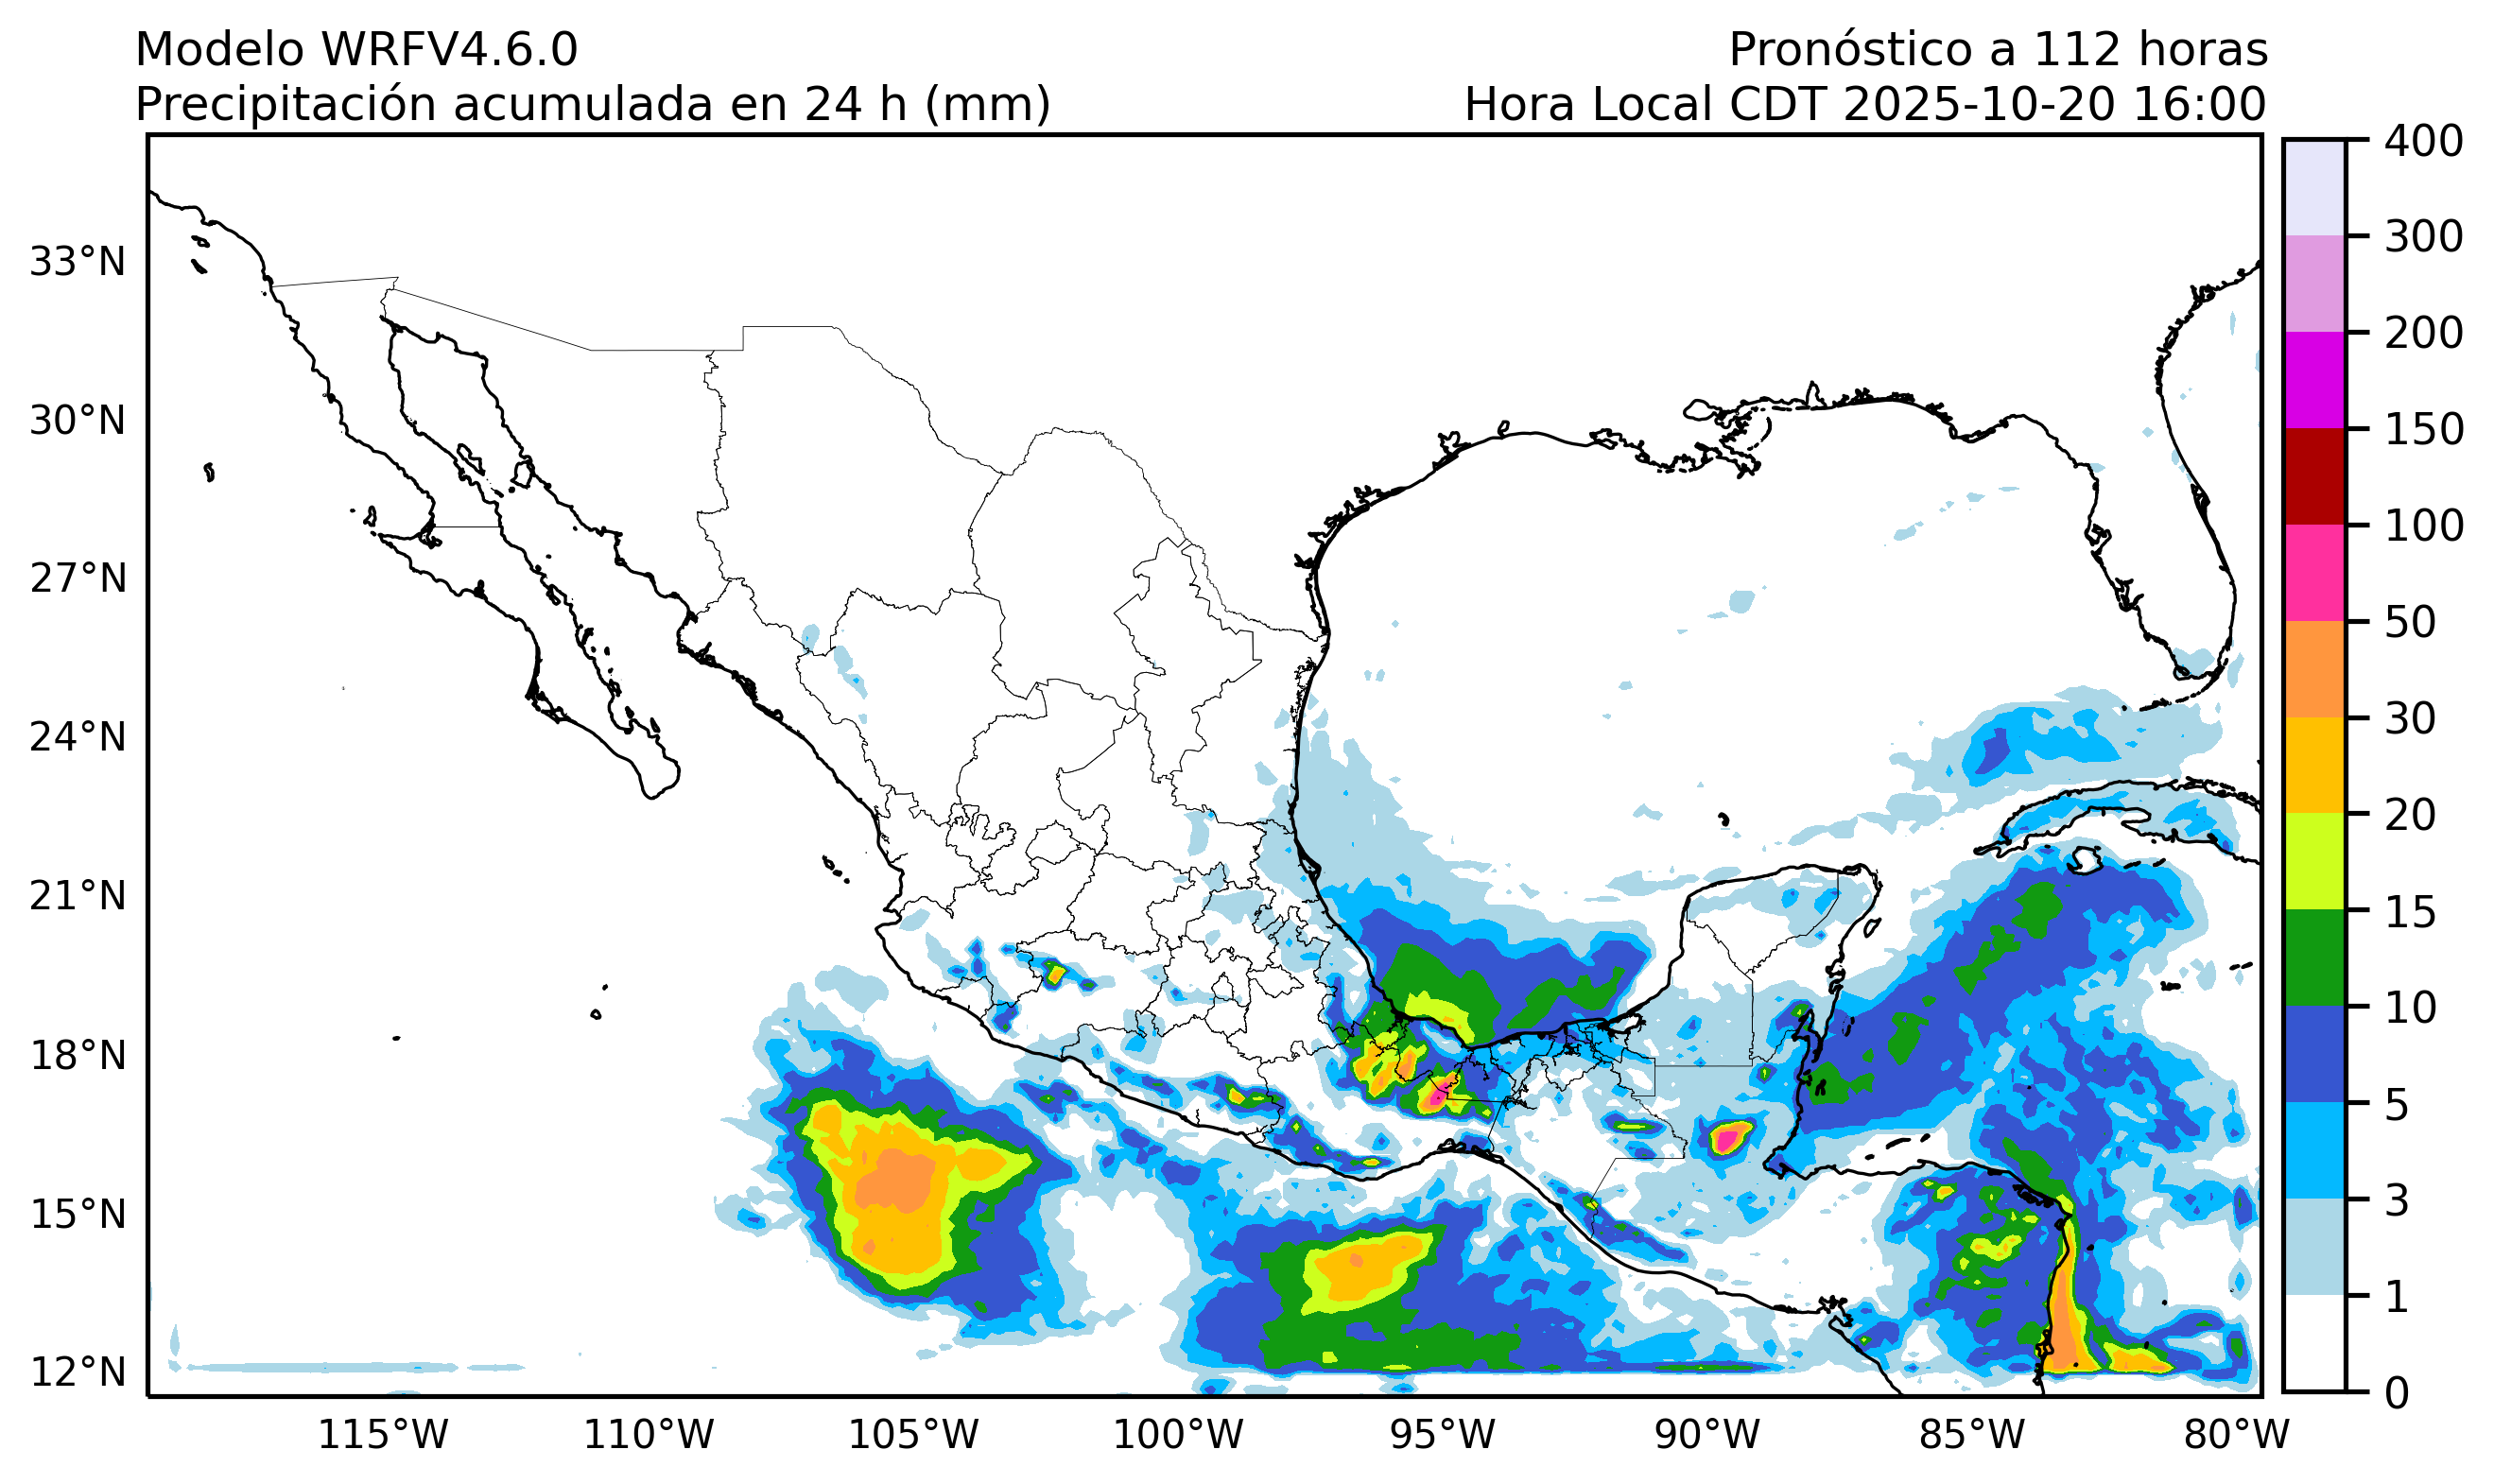 Modelo WRFV4.6.0
Pronóstico a 112 horas
Precipitación acumulada en 24 h (mm)
Hora Local CDT 2025-10-20 16:00
33°N
30°N
27°N
24°N
21°N
18°N
15°N
12°N
115°W
110°W
105°W
100°W
95°W
90°W
85°W
80°W
400
300
200
150
100
50
30
20
15
10
5
3
1
0